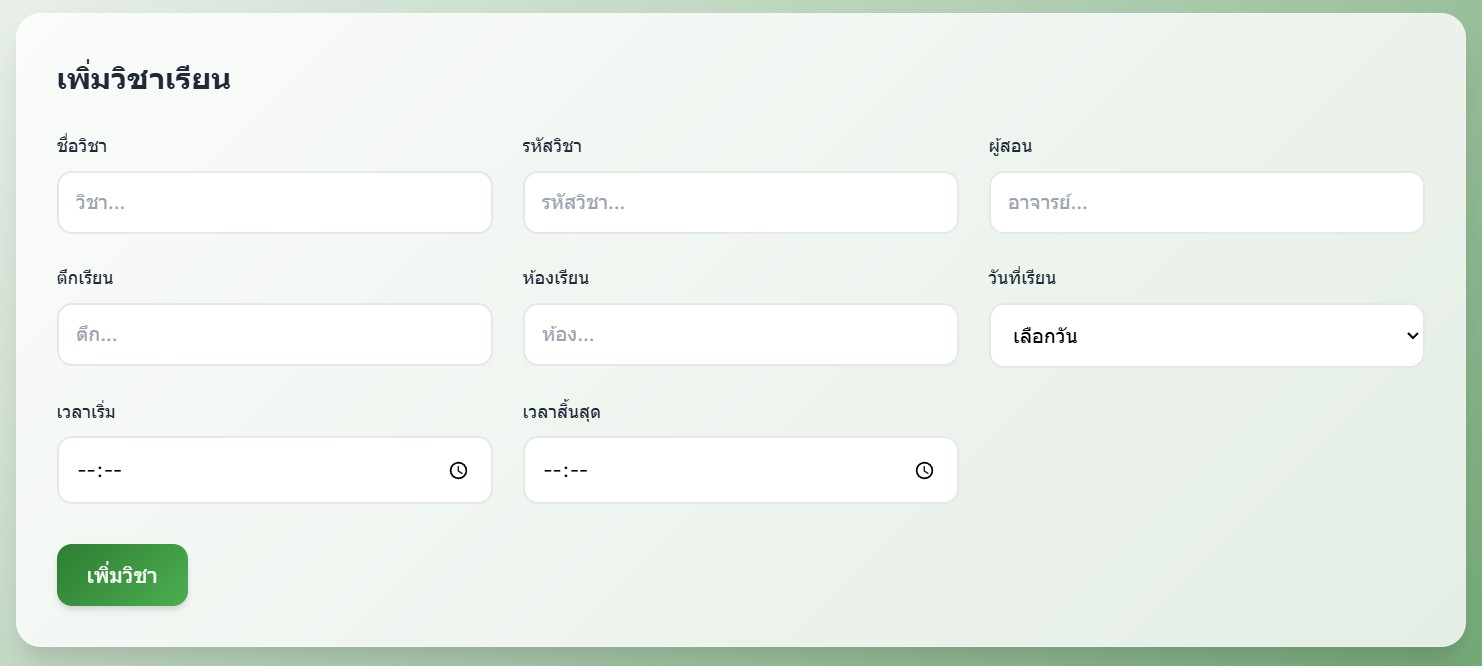 เพิ่มวิชาเรียน
ชื่อวิชา รหัสวิชา ผู้สอน
วิชา... รหัสวิชา... อาจารย์...
ตึกเรียน ห้องเรียน วันที่เรียน
ตึก... ห้อง... เลือกวัน
เวลาเริ่ม เวลาสิ้นสุด
--:-- --:--
เพิ่มวิชา